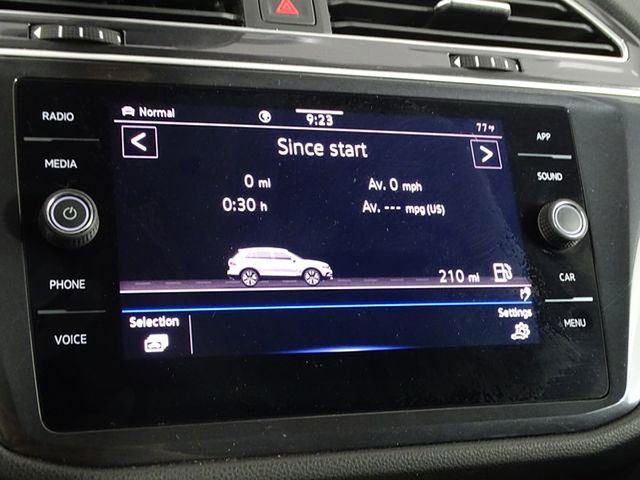 RADIO
MEDIA
PHONE
VOICE
Normal
9:23
77°F
Since start
0 mi
Av. 0 mph
0:30 h
Av. --- mpg (US)
210 mi
Selection
Settings
APP
SOUND
CAR
MENU